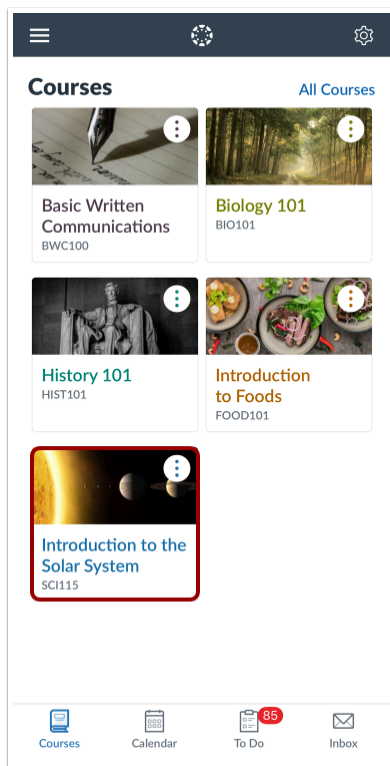 Courses
All Courses
Basic Written
Communications
BWC100
Biology 101
BIO101
History 101
HIST101
Introduction
to Foods
FOOD101
Introduction to the
Solar System
SCI115
85
Courses
Calendar
To Do
Inbox